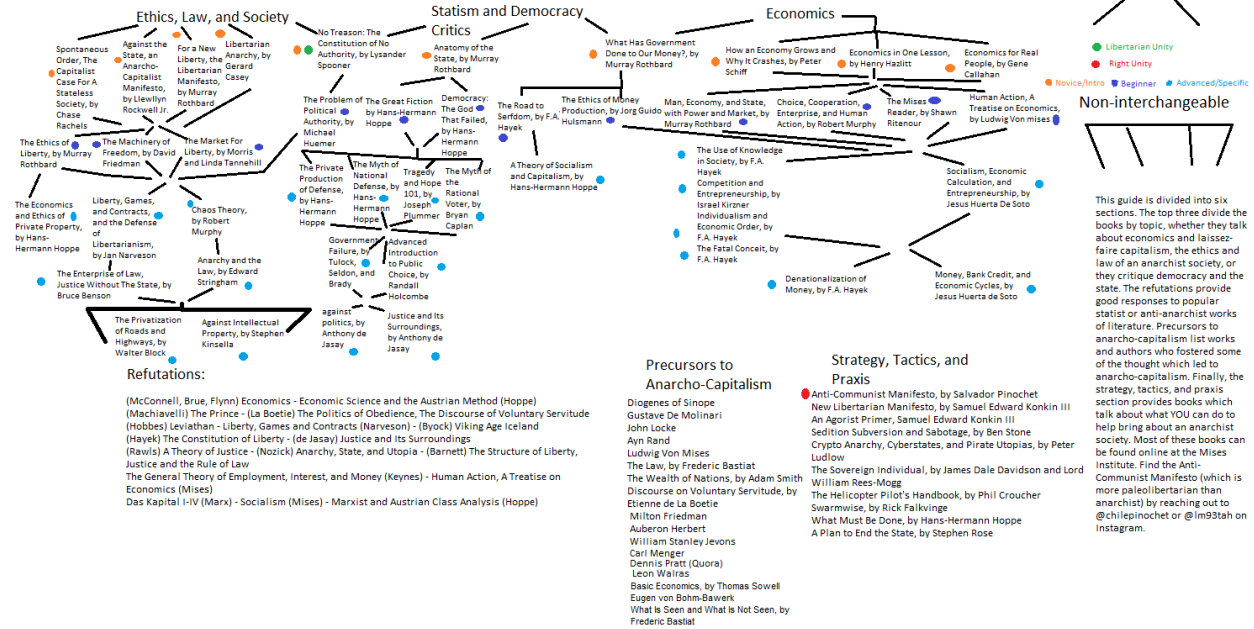 Ethics, Law, and Society
Statism and Democracy
Critics
Economics
Spontaneous
Order, The
Capitalist
Case For A
Stateless
Society, by
Chase
Rachels
Against the
State, an
Anarcho-
Capitalist
Manifesto,
by Llewllyn
Rockwell Jr.
For a New
Liberty, the
Libertarian
Manifesto,
by Murray
Rothbard
Libertarian
Anarchy, by
Gerard
Casey
No Treason: The
Constitution of No
Authority, by Lysander
Spooner
Anatomy of the
State, by Murray
Rothbard
What Has Government
Done to Our Money?, by
Murray Rothbard
How an Economy Grows and
Why It Crashes, by Peter
Schiff
Economics in One Lesson,
by Henry Hazlitt
Economics for Real
People, by Gene
Callahan
Libertarian Unity
Right Unity
Novice/Intro
Beginner
Advanced/Specific
Non-interchangeable
The Ethics of
Liberty, by Murray
Rothbard
The Machinery of
Freedom, by David
Friedman
The Market For
Liberty, by Morris
and Linda Tannehill
The Problem of
Political
Authority, by
Michael
Huemer
The Great Fiction
by Hans-Hermann
Hoppe
Democracy:
The God
That Failed,
by Hans-
Hermann
Hoppe
The Road to
Serfdom, by F.A.
Hayek
The Ethics of Money
Production, by Jorg Guido
Hulsmann
Man, Economy, and State,
with Power and Market, by
Murray Rothbard
Choice, Cooperation,
Enterprise, and Human
Action, by Robert Murphy
The Mises
Reader, by Shawn
Ritenour
Human Action, A
Treatise on Economics,
by Ludwig Von mises
The Economics
and Ethics of
Private Property,
by Hans-
Hermann Hoppe
Liberty, Games,
and Contracts,
and the Defense
of
Libertarianism,
by Jan Narveson
Chaos Theory,
by Robert
Murphy
The Private
Production
of Defense,
by Hans-
Hermann
Hoppe
The Myth of
National
Defense, by
Hans-
Hermann
Hoppe
Tragedy
and Hope
101, by
Joseph
Plummer
The Myth of
the
Rational
Voter, by
Bryan
Caplan
A Theory of Socialism
and Capitalism, by
Hans-Hermann Hoppe
The Use of Knowledge
in Society, by F.A.
Hayek
Competition and
Entrepreneurship, by
Israel Kirzner
Individualism and
Economic Order, by
F.A. Hayek
The Fatal Conceit, by
F.A. Hayek
Socialism, Economic
Calculation, and
Entrepreneurship, by
Jesus Huerta De Soto
The Enterprise of Law,
Justice Without The State, by
Bruce Benson
Anarchy and the
Law, by Edward
Stringham
Government
Failure, by
Tulock,
Seldon, and
Brady
Advanced
Introduction
to Public
Choice, by
Randall
Holcombe
Denationalization of
Money, by F.A. Hayek
Money, Bank Credit, and
Economic Cycles, by
Jesus Huerta de Soto
The Privatization
of Roads and
Highways, by
Walter Block
Against Intellectual
Property, by Stephen
Kinsella
against
politics, by
Anthony de
Jasay
Justice and Its
Surroundings,
by Anthony de
Jasay
Refutations:
(McConnell, Brue, Flynn) Economics - Economic Science and the Austrian Method (Hoppe)
(Machiavelli) The Prince - (La Boetie) The Politics of Obedience, The Discourse of Voluntary Servitude
(Hobbes) Leviathan - Liberty, Games and Contracts (Narveson) - (Byock) Viking Age Iceland
(Hayek) The Constitution of Liberty - (de Jasay) Justice and Its Surroundings
(Rawls) A Theory of Justice - (Nozick) Anarchy, State, and Utopia - (Barnett) The Structure of Liberty,
Justice and the Rule of Law
The General Theory of Employment, Interest, and Money (Keynes) - Human Action, A Treatise on
Economics (Mises)
Das Kapital I-IV (Marx) - Socialism (Mises) - Marxist and Austrian Class Analysis (Hoppe)
Precursors to
Anarcho-Capitalism
Diogenes of Sinope
Gustave De Molinari
John Locke
Ayn Rand
Ludwig Von Mises
The Law, by Frederic Bastiat
The Wealth of Nations, by Adam Smith
Discourse on Voluntary Servitude, by
Etienne de La Boetie
Milton Friedman
Auberon Herbert
William Stanley Jevons
Carl Menger
Dennis Pratt (Quora)
Leon Walras
Basic Economics, by Thomas Sowell
Eugen von Bohm-Bawerk
What Is Seen and What Is Not Seen, by
Frederic Bastiat
Strategy, Tactics, and
Praxis
Anti-Communist Manifesto, by Salvador Pinochet
New Libertarian Manifesto, by Samuel Edward Konkin III
An Agorist Primer, Samuel Edward Konkin III
Sedition Subversion and Sabotage, by Ben Stone
Crypto Anarchy, Cyberstates, and Pirate Utopias, by Peter
Ludlow
The Sovereign Individual, by James Dale Davidson and Lord
William Rees-Mogg
The Helicopter Pilot's Handbook, by Phil Croucher
Swarmwise, by Rick Falkvinge
What Must Be Done, by Hans-Hermann Hoppe
A Plan to End the State, by Stephen Rose
This guide is divided into six
sections. The top three divide the
books by topic, whether they talk
about economics and laissez-
faire capitalism, the ethics and
law of an anarchist society, or
they critique democracy and the
state. The refutations provide
good responses to popular
statist or anti-anarchist works
of literature. Precursors to
anarcho-capitalism list works
and authors who fostered some
of the thought which led to
anarcho-capitalism. Finally, the
strategy, tactics, and praxis
section provides books which
talk about what YOU can do to
help bring about an anarchist
society. Most of these books can
be found online at the Mises
Institute. Find the Anti-
Communist Manifesto (which is
more paleolibertarian than
anarchist) by reaching out to
@chilepinochet or @lm93tah on
Instagram.